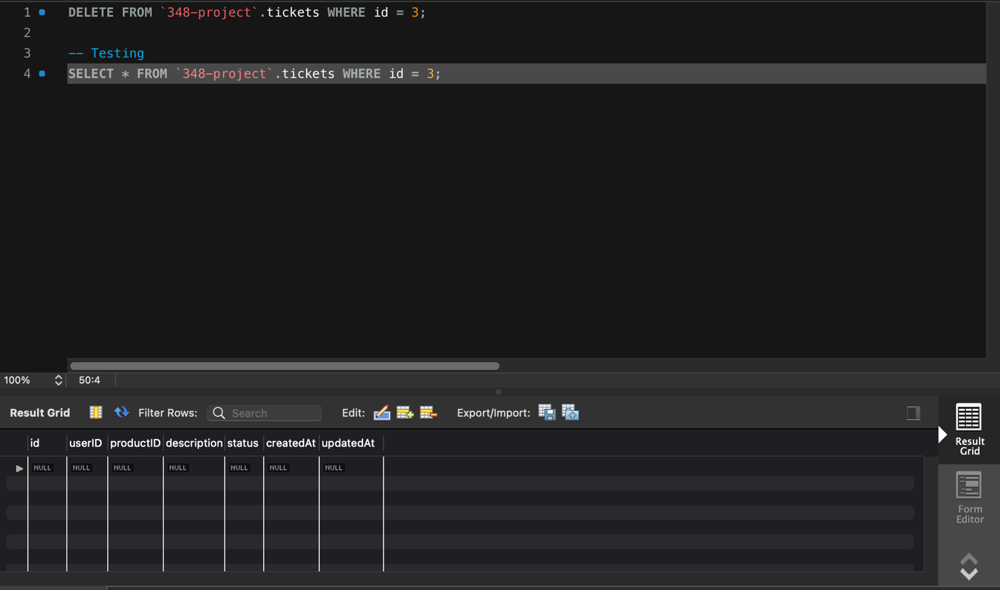 1 DELETE FROM `348-project`.tickets WHERE id = 3;
2
3 -- Testing
4 SELECT * FROM `348-project`.tickets WHERE id = 3;
100% 50:4
Result Grid Filter Rows: Search Edit: Export/Import:
id userID productID description status createdAt updatedAt
NULL NULL NULL NULL NULL NULL NULL
Result
Grid
Form
Editor